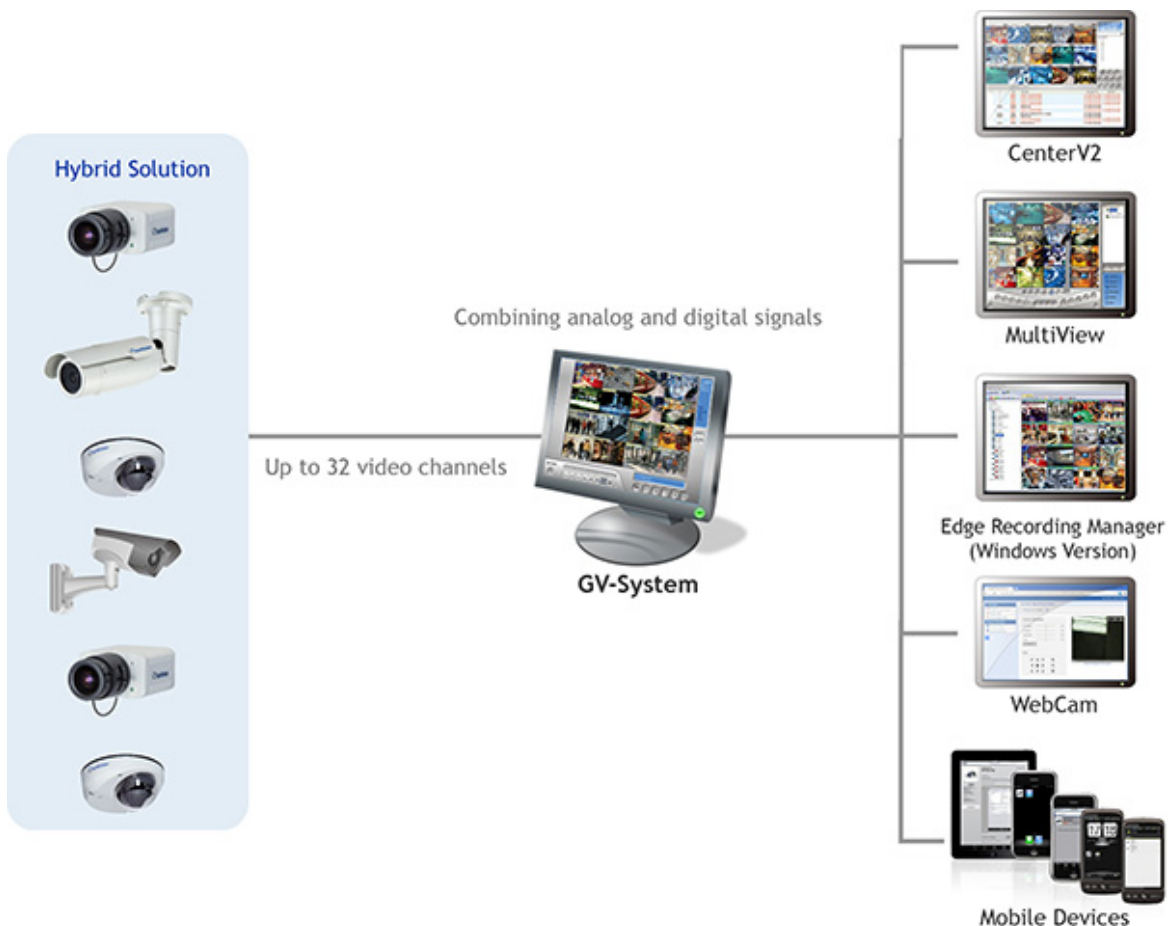 Hybrid Solution
Combining analog and digital signals
Up to 32 video channels
GV-System
CenterV2
MultiView
Edge Recording Manager
(Windows Version)
WebCam
Mobile Devices